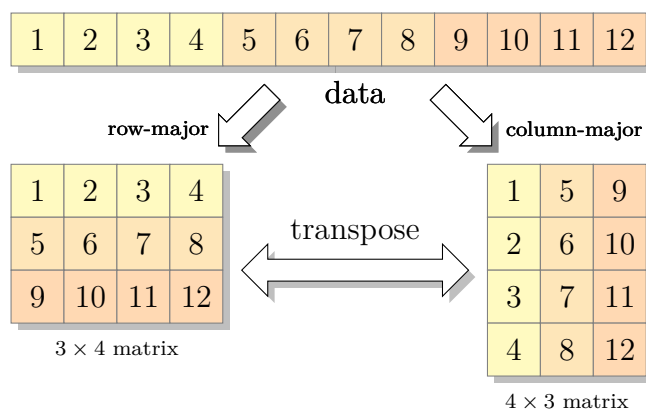 1 2 3 4 5 6 7 8 9 10 11 12
data
row-major
column-major
1 2 3 4
5 6 7 8
9 10 11 12
3 × 4 matrix
transpose
1 5 9
2 6 10
3 7 11
4 8 12
4 × 3 matrix